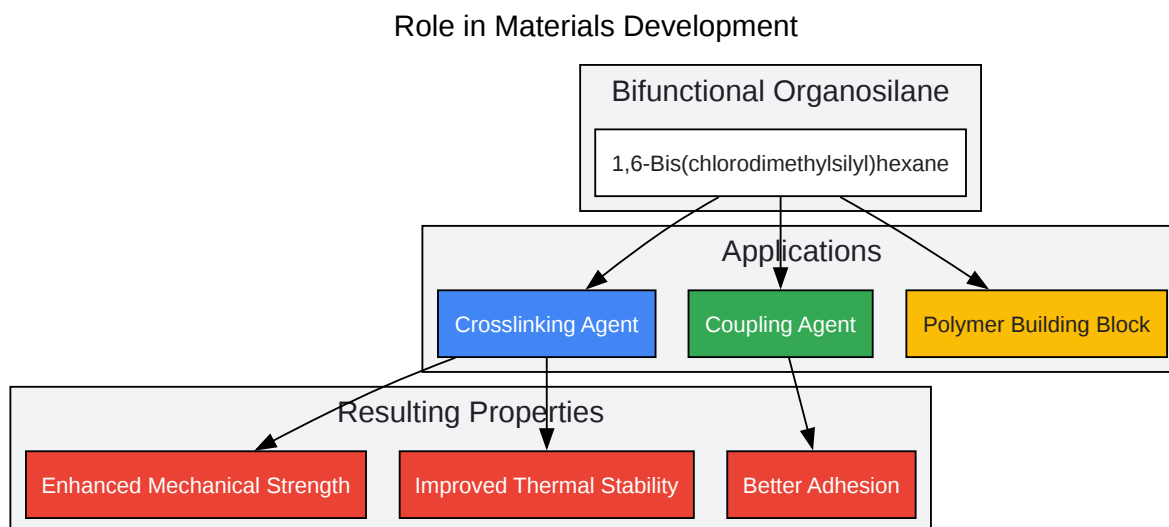 Role in Materials Development
Bifunctional Organosilane
1,6-Bis(chlorodimethylsilyl)hexane
Applications
Crosslinking Agent
Coupling Agent
Polymer Building Block
Resulting Properties
Enhanced Mechanical Strength
Improved Thermal Stability
Better Adhesion